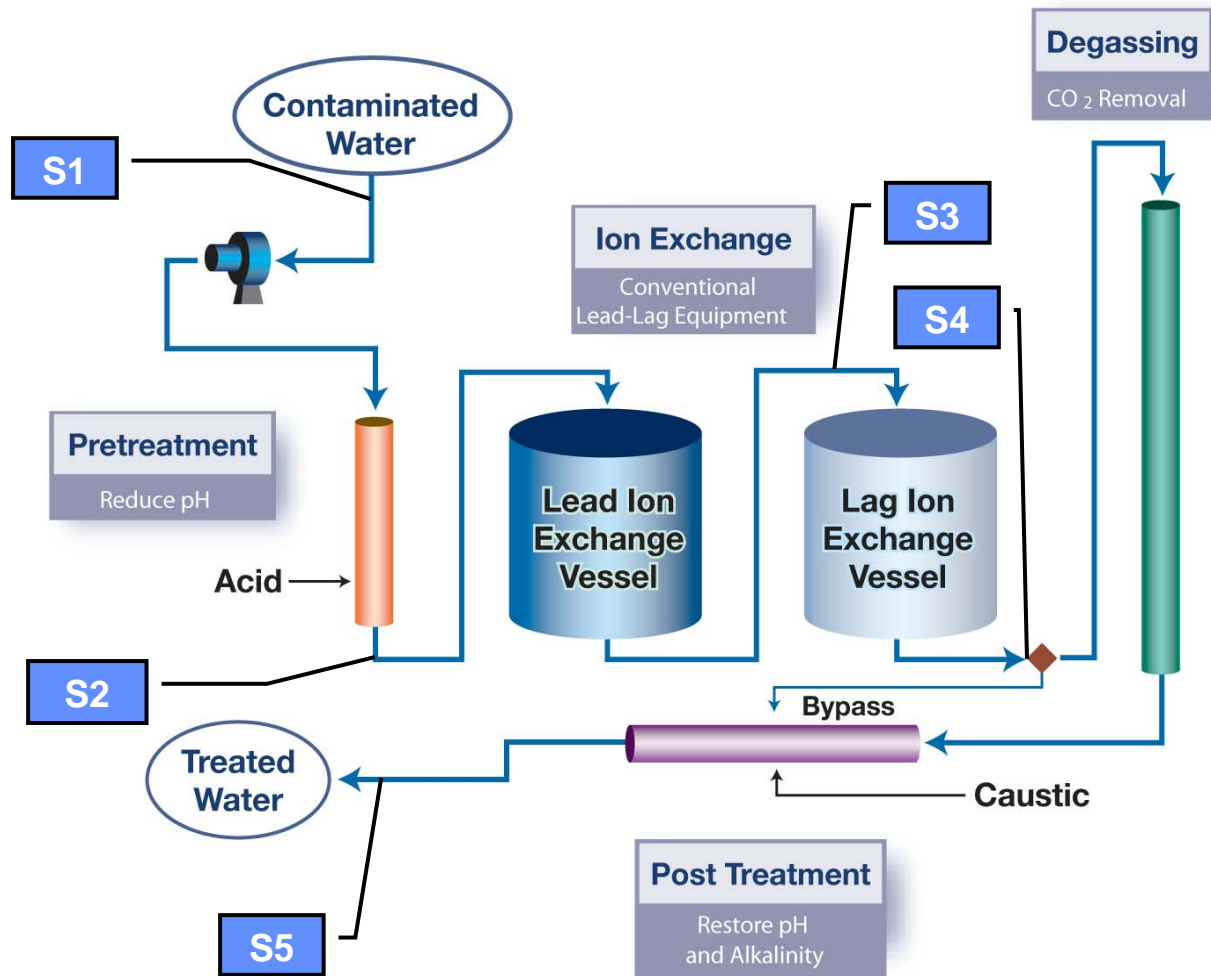 Degassing
CO 2 Removal
Contaminated
Water
S1
S3
Ion Exchange
Conventional
Lead-Lag Equipment
S4
Pretreatment
Reduce pH
Lead Ion
Exchange
Vessel
Lag Ion
Exchange
Vessel
Acid
S2
Bypass
Treated
Water
Caustic
Post Treatment
Restore pH
and Alkalinity
S5